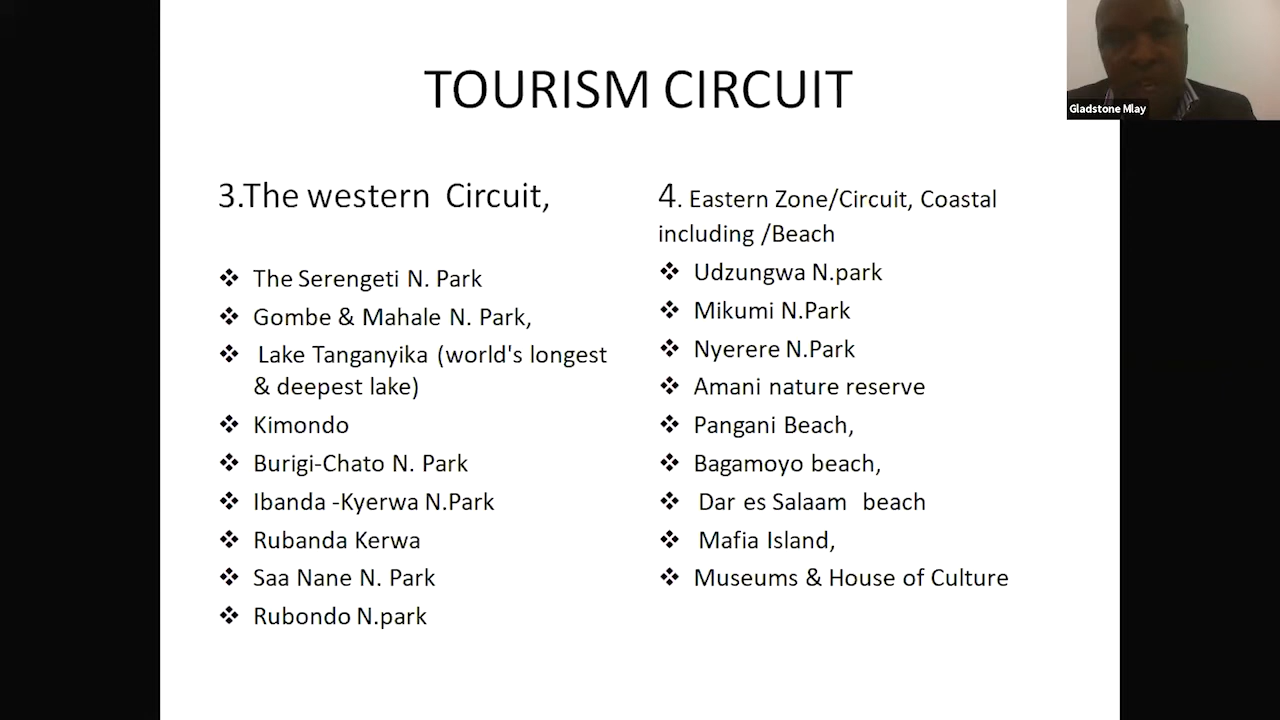 TOURISM CIRCUIT
Gladstone Mlay
3.The western Circuit,
❖ The Serengeti N. Park
❖ Gombe & Mahale N. Park,
❖ Lake Tanganyika (world's longest
& deepest lake)
❖ Kimondo
❖ Burigi-Chato N. Park
❖ Ibanda -Kyerwa N.Park
❖ Rubanda Kerwa
❖ Saa Nane N. Park
❖ Rubondo N.park
4. Eastern Zone/Circuit, Coastal
including /Beach
❖ Udzungwa N.park
❖ Mikumi N.Park
❖ Nyerere N.Park
❖ Amani nature reserve
❖ Pangani Beach,
❖ Bagamoyo beach,
❖ Dar es Salaam beach
❖ Mafia Island,
❖ Museums & House of Culture